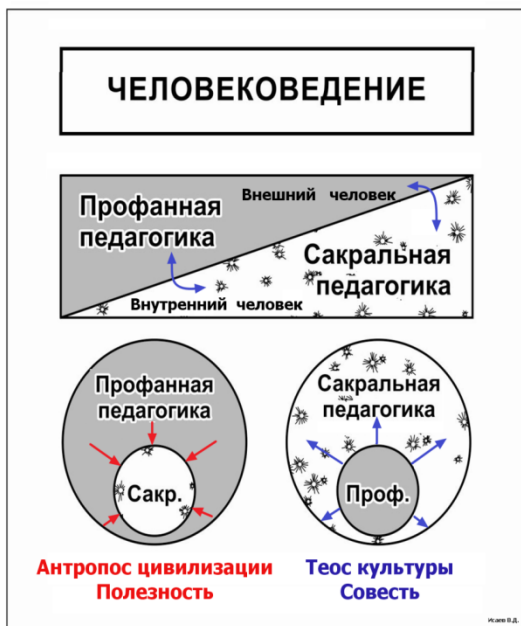 ЧЕЛОВЕКОВЕДЕНИЕ
Профанная
педагогика
Внешний человек
Сакральная
педагогика
Внутренний человек
Профанная
педагогика
Сакр.
Сакральная
педагогика
Проф.
Антропос цивилизации
Полезность
Теос культуры
Совесть
Исаев В.Д.